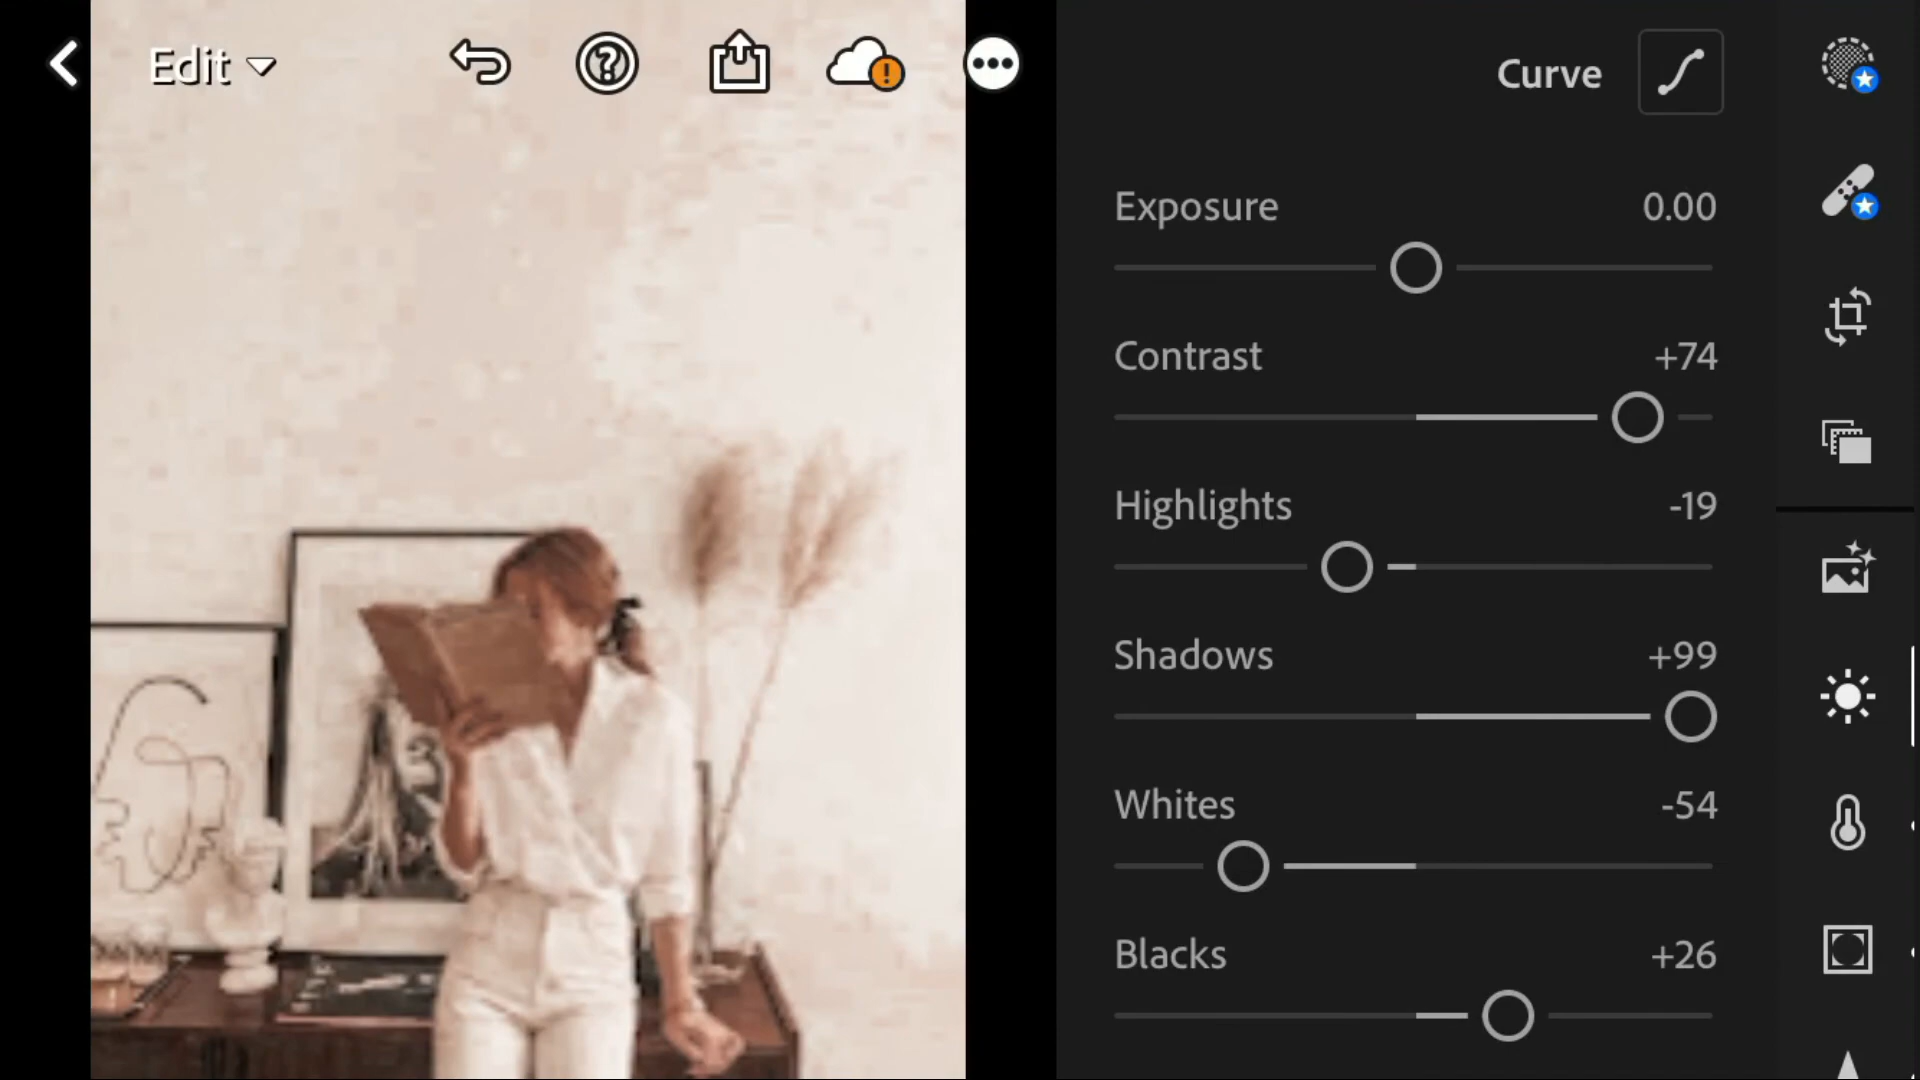 Edit
Curve
Exposure 0.00
Contrast +74
Highlights -19
Shadows +99
Whites -54
Blacks +26